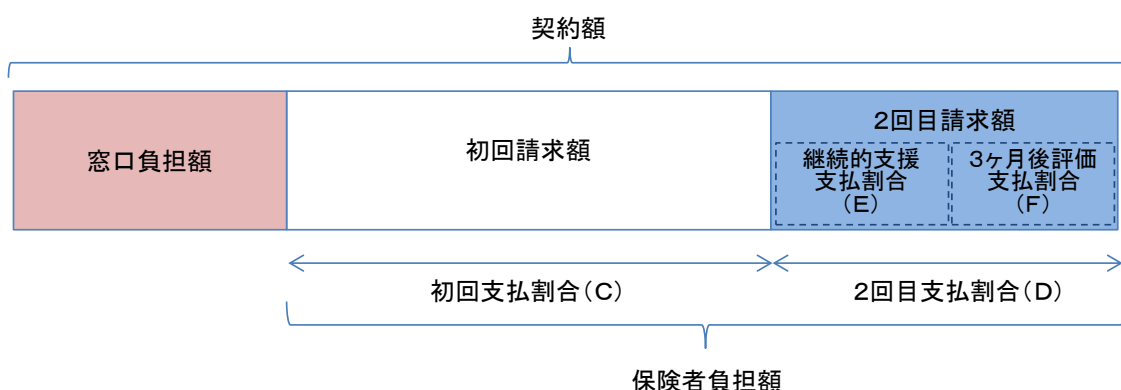 契約額
窓口負担額
初回請求額
2回目請求額
継続的支援
支払割合
(E)
3ヶ月後評価
支払割合
(F)
初回支払割合(C)
2回目支払割合(D)
保険者負担額